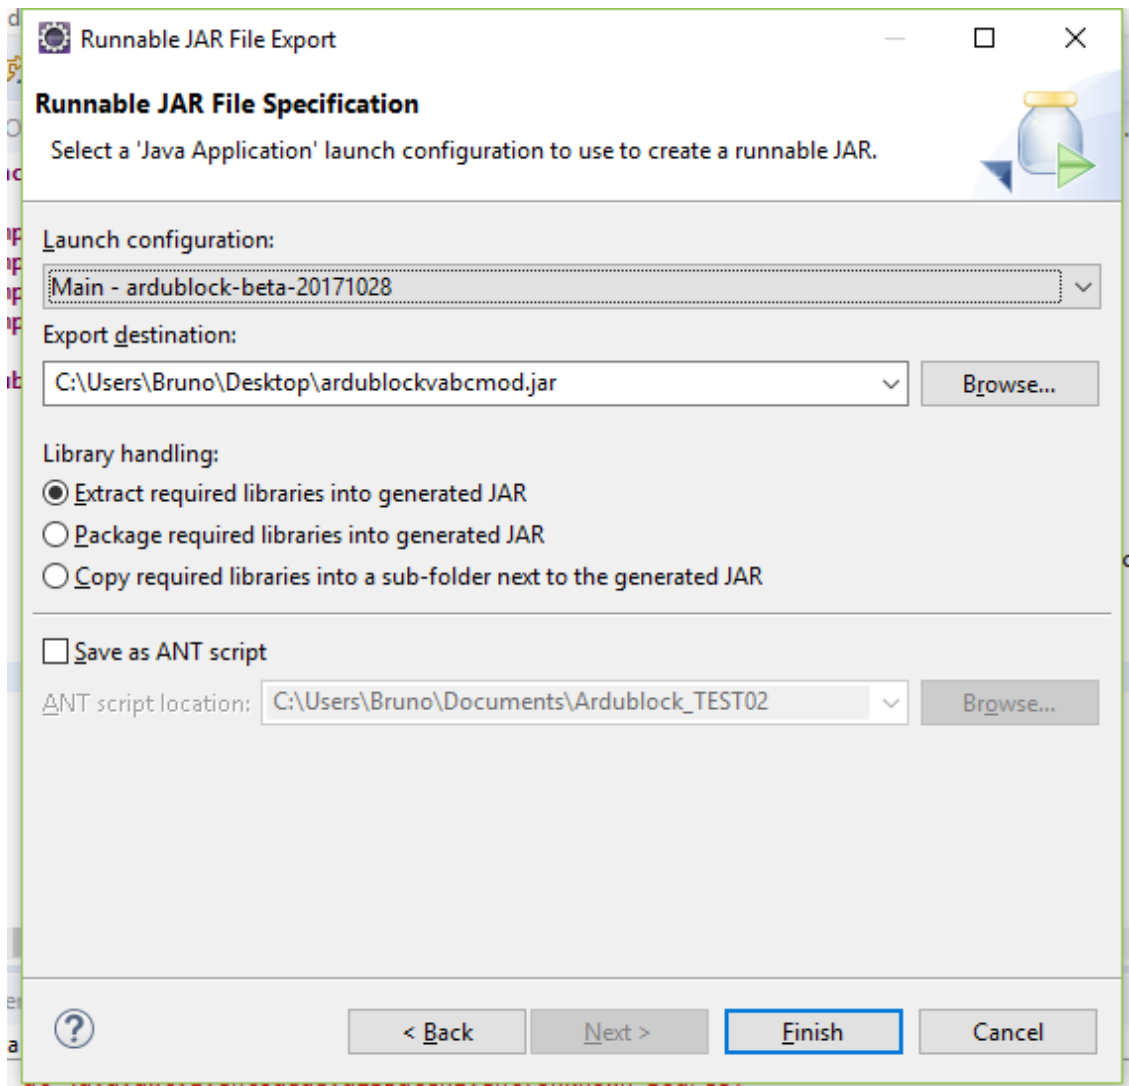 Runnable JAR File Export
Runnable JAR File Specification
Select a 'Java Application' launch configuration to use to create a runnable JAR.
Launch configuration:
Main - ardublock-beta-20171028
Export destination:
C:\Users\Bruno\Desktop\ardublockvabcmod.jar
Browse...
Library handling:
Extract required libraries into generated JAR
Package required libraries into generated JAR
Copy required libraries into a sub-folder next to the generated JAR
Save as ANT script
ANT script location:
C:\Users\Bruno\Documents\Ardublock_TEST02
Browse...
?
< Back
Next >
Finish
Cancel